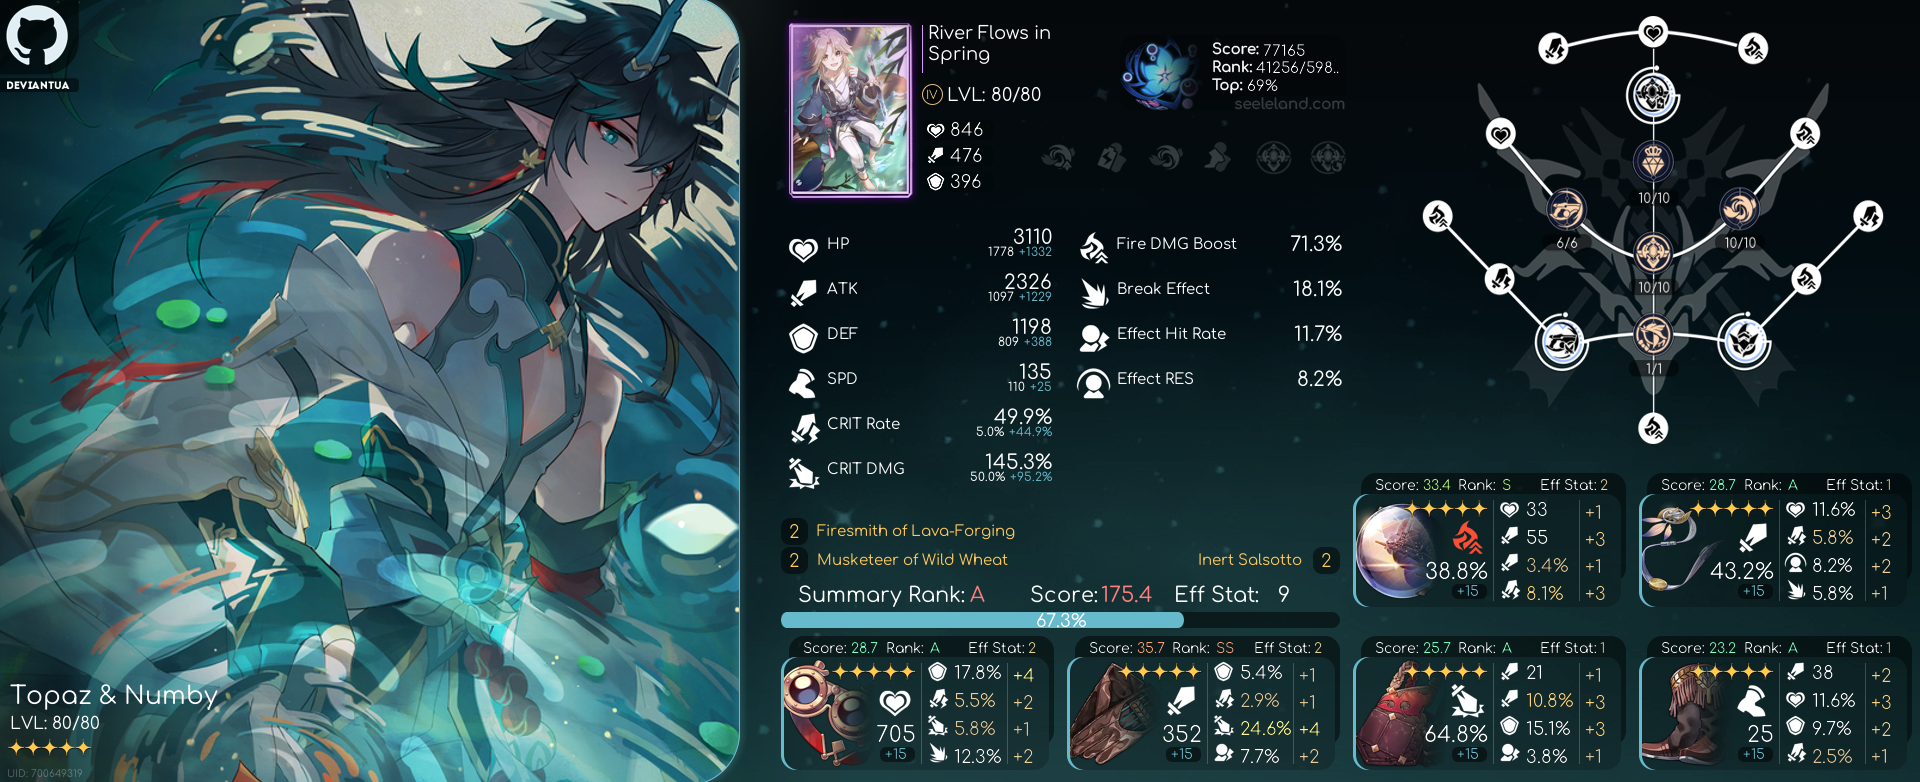 DEVIANTUA
Topaz & Numby
LVL: 80/80
UID: 700649319
River Flows in
Spring
IV LVL: 80/80
846
476
396
Score: 77165
Rank: 41256/598..
Top: 69%
seeleland.com
HP 3110
1778 +1332
ATK 2326
1097 +1229
DEF 1198
809 +388
SPD 135
110 +25
CRIT Rate 49.9%
5.0% +44.9%
CRIT DMG 145.3%
50.0% +95.2%
Fire DMG Boost 71.3%
Break Effect 18.1%
Effect Hit Rate 11.7%
Effect RES 8.2%
2 Firesmith of Lava-Forging
2 Musketeer of Wild Wheat
Inert Salsotto 2
Summary Rank: A Score: 175.4 Eff Stat: 9
67.3%
10/10
6/6
10/10
10/10
1/1
Score: 33.4 Rank: S Eff Stat: 2
38.8%
+15
33 +1
55 +3
3.4% +1
8.1% +3
Score: 28.7 Rank: A Eff Stat: 1
43.2%
+15
11.6% +3
5.8% +2
8.2% +2
5.8% +1
Score: 28.7 Rank: A Eff Stat: 2
705
+15
17.8% +4
5.5% +2
5.8% +1
12.3% +2
Score: 35.7 Rank: SS Eff Stat: 2
352
+15
5.4% +1
2.9% +1
24.6% +4
7.7% +2
Score: 25.7 Rank: A Eff Stat: 1
64.8%
+15
21 +1
10.8% +3
15.1% +3
3.8% +1
Score: 23.2 Rank: A Eff Stat: 1
25
+15
38 +2
11.6% +3
9.7% +2
2.5% +1